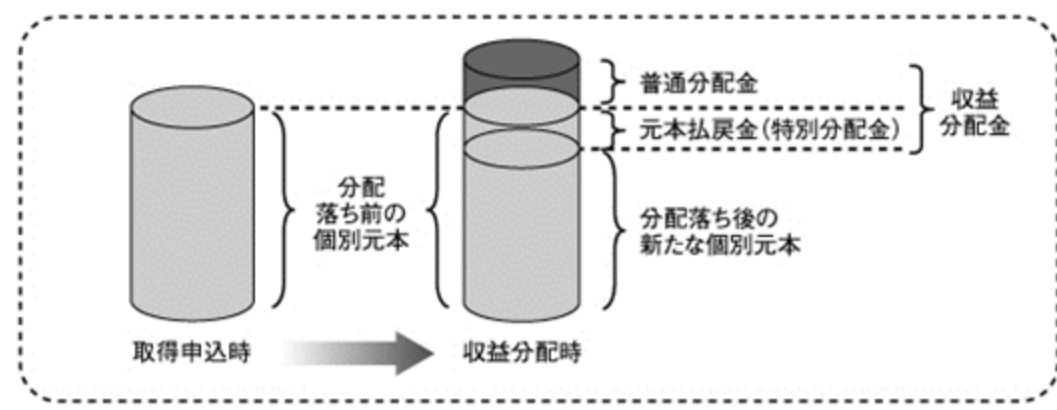 普通分配金
収益
分配金
元本払戻金(特別分配金)
分配
落ち前の
個別元本
分配落ち後の
新たな個別元本
取得申込時
収益分配時